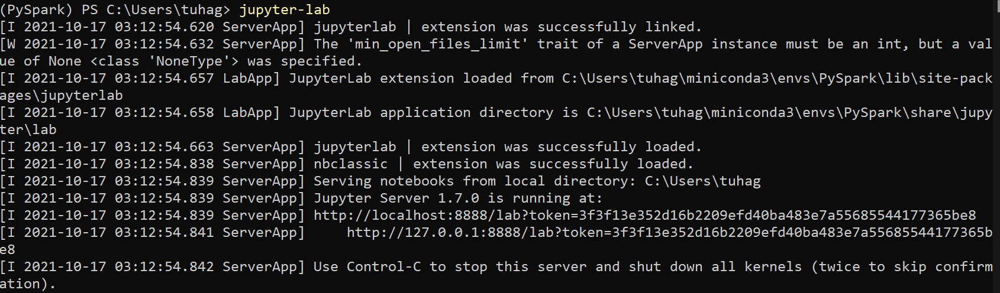 (PySpark) PS C:\Users\tuhag> jupyter-lab
[I 2021-10-17 03:12:54.620 ServerApp] jupyterlab | extension was successfully linked.
[W 2021-10-17 03:12:54.632 ServerApp] The 'min_open_files_limit' trait of a ServerApp instance must be an int, but a val
ue of None <class 'NoneType'> was specified.
[I 2021-10-17 03:12:54.657 LabApp] JupyterLab extension loaded from C:\Users\tuhag\miniconda3\envs\PySpark\lib\site-pack
ages\jupyterlab
[I 2021-10-17 03:12:54.658 LabApp] JupyterLab application directory is C:\Users\tuhag\miniconda3\envs\PySpark\share\jupy
ter\lab
[I 2021-10-17 03:12:54.663 ServerApp] jupyterlab | extension was successfully loaded.
[I 2021-10-17 03:12:54.838 ServerApp] nbclassic | extension was successfully loaded.
[I 2021-10-17 03:12:54.839 ServerApp] Serving notebooks from local directory: C:\Users\tuhag
[I 2021-10-17 03:12:54.839 ServerApp] Jupyter Server 1.7.0 is running at:
[I 2021-10-17 03:12:54.839 ServerApp] http://localhost:8888/lab?token=3f3f13e352d16b2209efd40ba483e7a55685544177365be8
[I 2021-10-17 03:12:54.841 ServerApp]     http://127.0.0.1:8888/lab?token=3f3f13e352d16b2209efd40ba483e7a55685544177365b
e8
[I 2021-10-17 03:12:54.842 ServerApp] Use Control-C to stop this server and shut down all kernels (twice to skip confirm
ation).